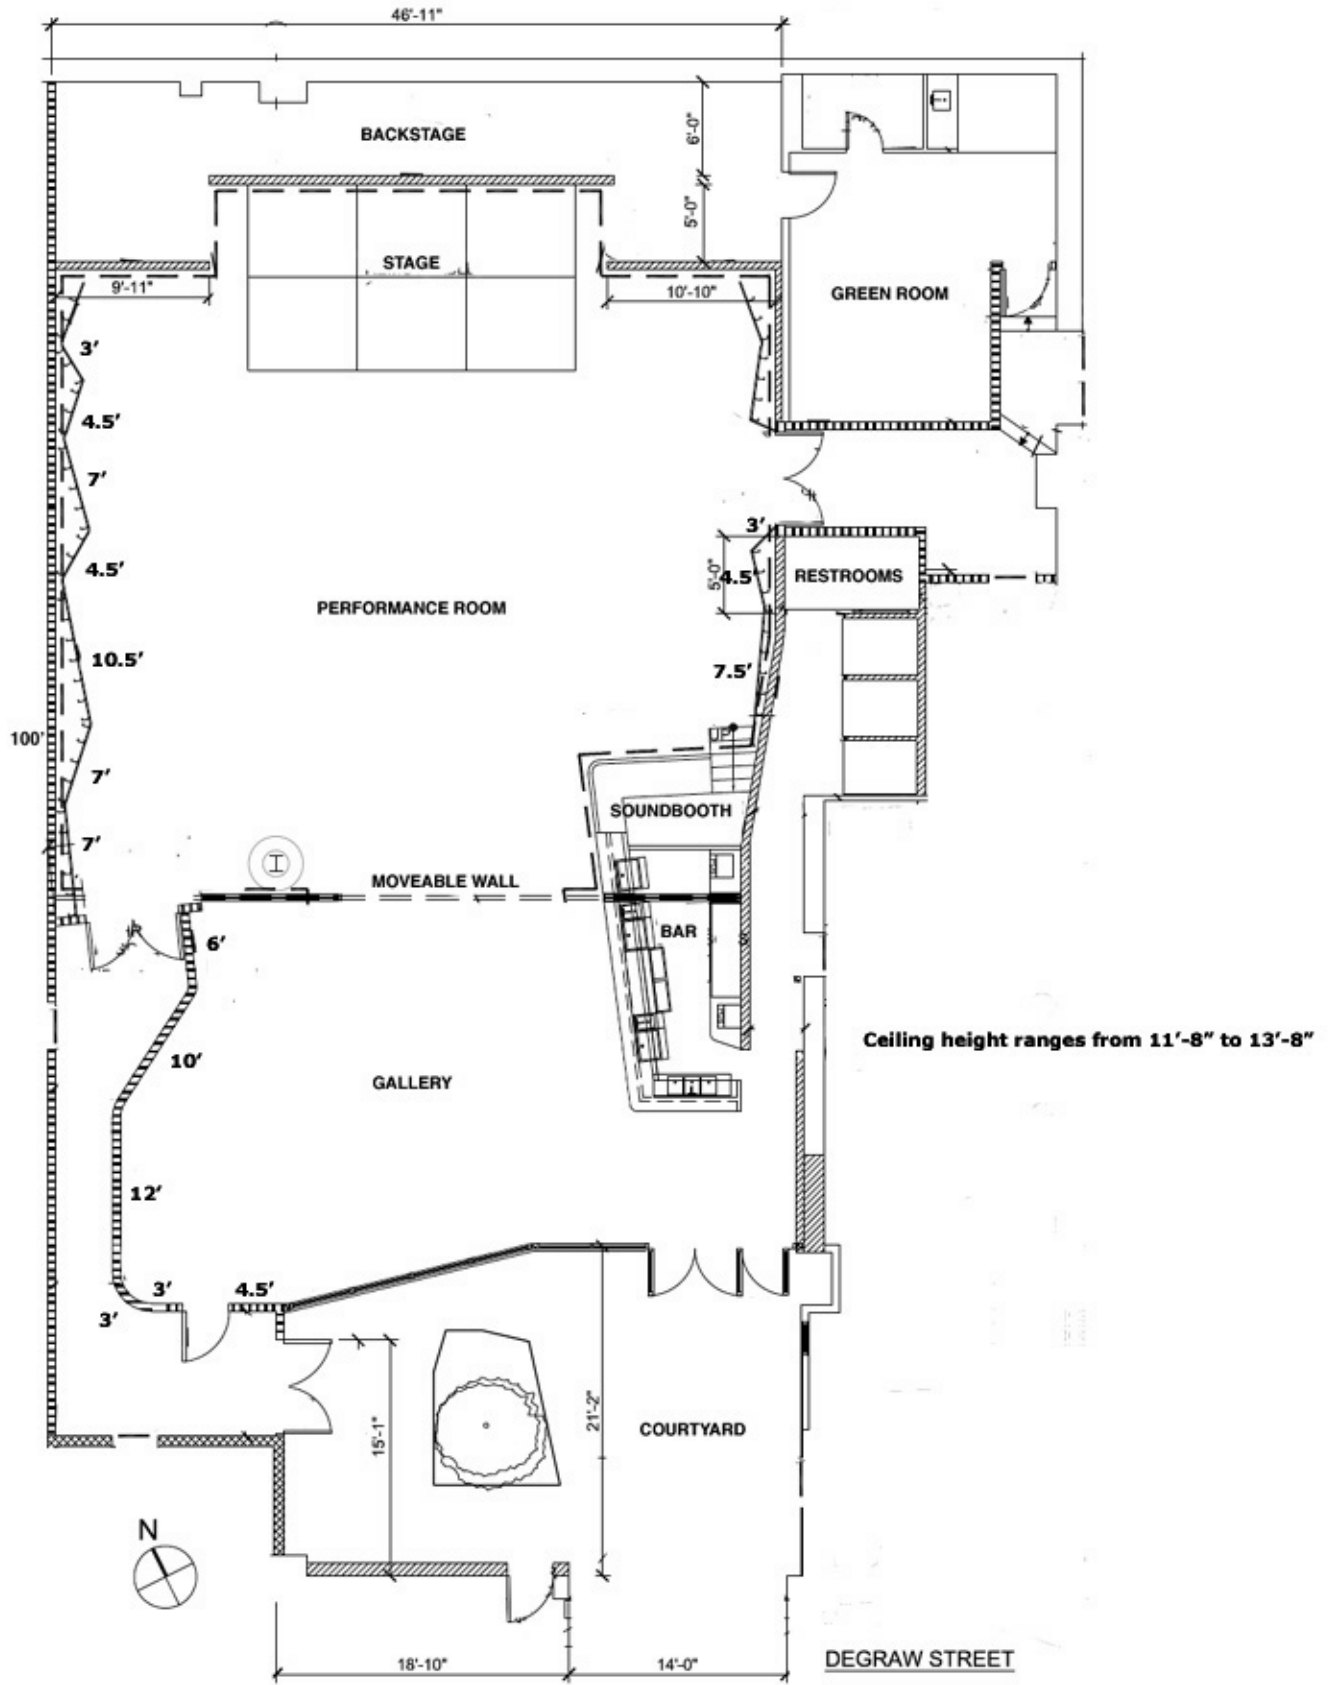 46'-11"
BACKSTAGE
6'-0"
5'-0"
STAGE
9'-11"
10'-10"
GREEN ROOM
3'
4.5'
7'
3'
4.5'
5'-0"
4.5'
RESTROOMS
PERFORMANCE ROOM
10.5'
7.5'
100'
UP
7'
SOUNDBOOTH
7'
MOVEABLE WALL
BAR
6'
Ceiling height ranges from 11'-8" to 13'-8"
10'
GALLERY
12'
3'
4.5'
3'
15'-1"
21'-2"
COURTYARD
N
18'-10"
14'-0"
DEGRAW STREET